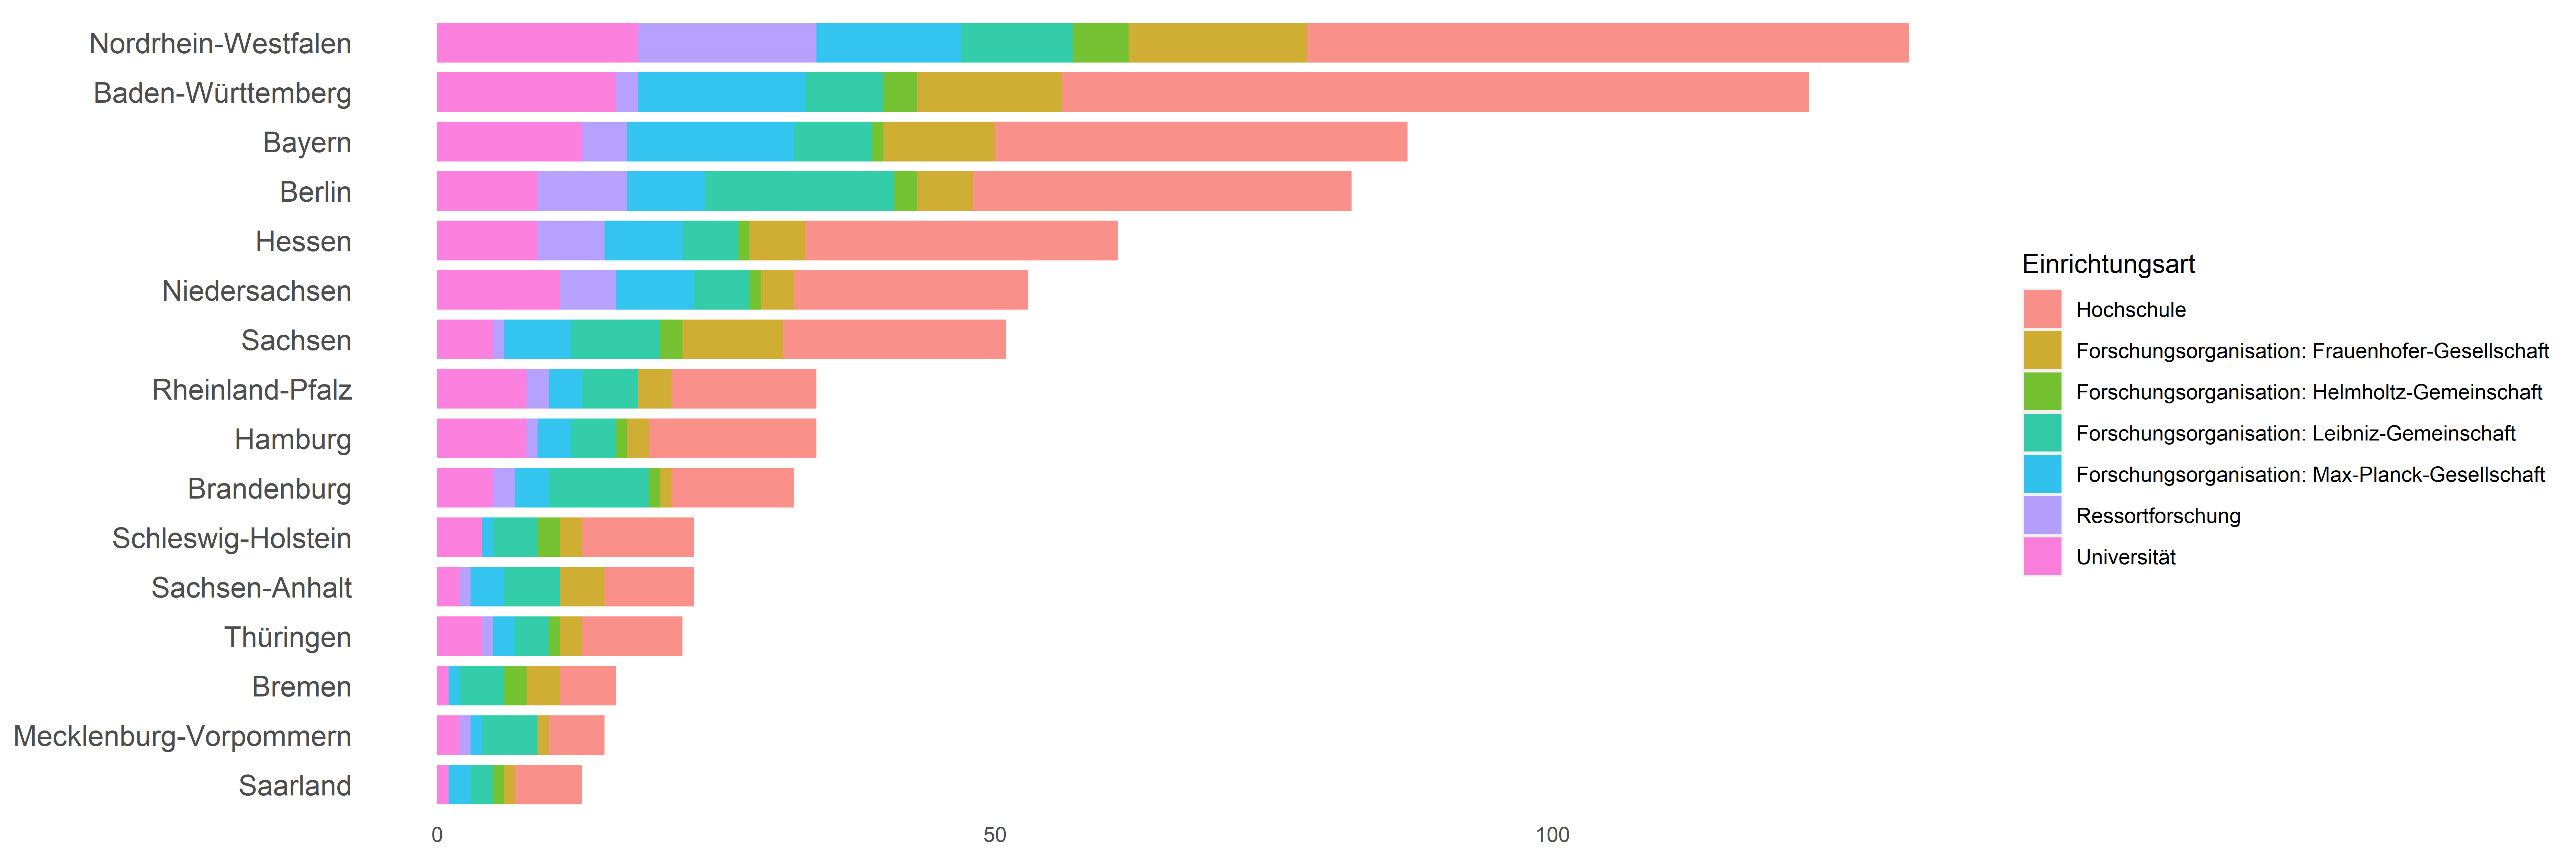 Nordrhein-Westfalen
Baden-Württemberg
Bayern
Berlin
Hessen
Niedersachsen
Sachsen
Rheinland-Pfalz
Hamburg
Brandenburg
Schleswig-Holstein
Sachsen-Anhalt
Thüringen
Bremen
Mecklenburg-Vorpommern
Saarland
0
50
100
Einrichtungsart
Hochschule
Forschungsorganisation: Frauenhofer-Gesellschaft
Forschungsorganisation: Helmholtz-Gemeinschaft
Forschungsorganisation: Leibniz-Gemeinschaft
Forschungsorganisation: Max-Planck-Gesellschaft
Ressortforschung
Universität